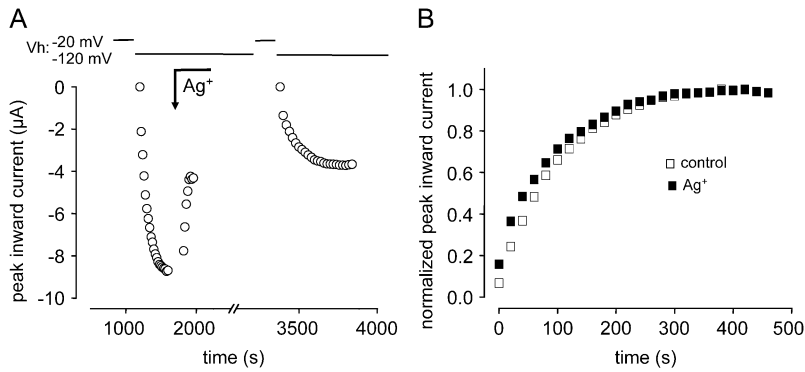 A
Vh:
-20 mV
-120 mV
Ag+
0
-2
-4
-6
-8
-10
peak inward current (µA)
1000
2000
3500
4000
time (s)
B
1.0
0.8
0.6
0.4
0.2
0.0
normalized peak inward current
control
Ag+
0
100
200
300
400
500
time (s)